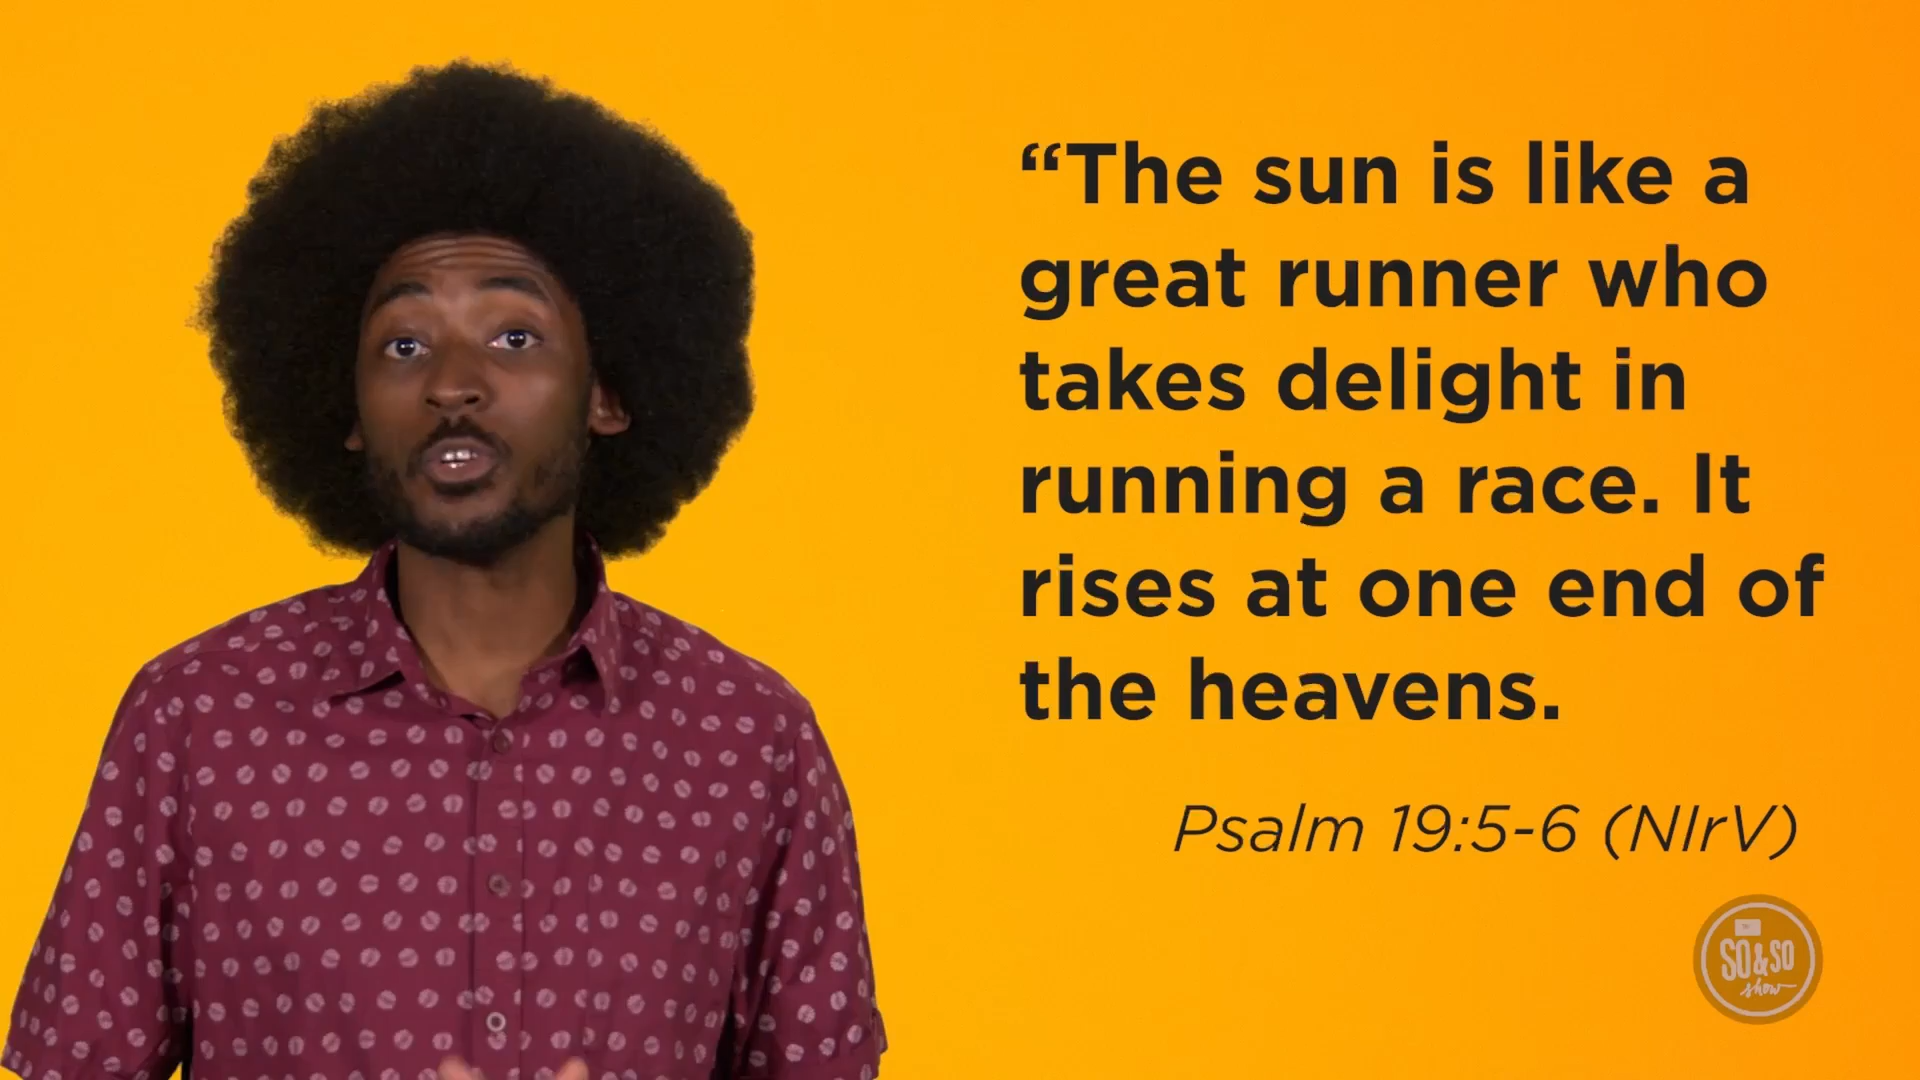 “The sun is like a
great runner who
takes delight in
running a race. It
rises at one end of
the heavens.
Psalm 19:5-6 (NIrV)
SO & SO
show